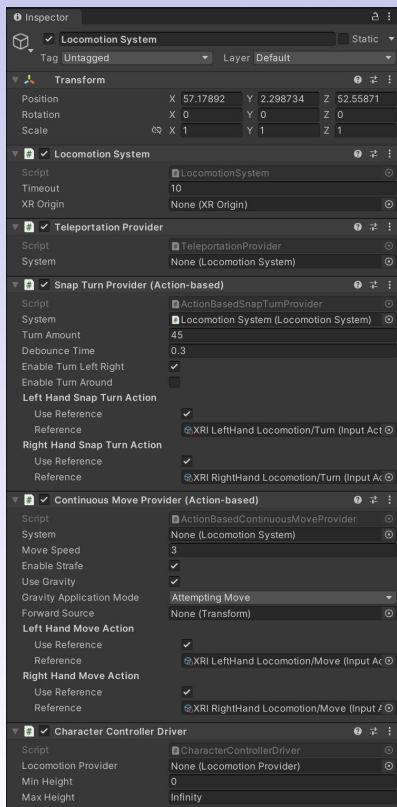 Inspector
Locomotion System Static
Tag Untagged Layer Default
Transform
Position X 57.17892 Y 2.298734 Z 52.55871
Rotation X 0 Y 0 Z 0
Scale X 1 Y 1 Z 1
Locomotion System
Script LocomotionSystem
Timeout 10
XR Origin None (XR Origin)
Teleportation Provider
Script TeleportationProvider
System None (Locomotion System)
Snap Turn Provider (Action-based)
Script ActionBasedSnapTurnProvider
System Locomotion System (Locomotion System)
Turn Amount 45
Debounce Time 0.3
Enable Turn Left Right
Enable Turn Around
Left Hand Snap Turn Action
Use Reference
Reference XRI LeftHand Locomotion/Turn (Input Act
Right Hand Snap Turn Action
Use Reference
Reference XRI RightHand Locomotion/Turn (Input Ac
Continuous Move Provider (Action-based)
Script ActionBasedContinuousMoveProvider
System None (Locomotion System)
Move Speed 3
Enable Strafe
Use Gravity
Gravity Application Mode Attempting Move
Forward Source None (Transform)
Left Hand Move Action
Use Reference
Reference XRI LeftHand Locomotion/Move (Input Ac
Right Hand Move Action
Use Reference
Reference XRI RightHand Locomotion/Move (Input A
Character Controller Driver
Script CharacterControllerDriver
Locomotion Provider None (Locomotion Provider)
Min Height 0
Max Height Infinity